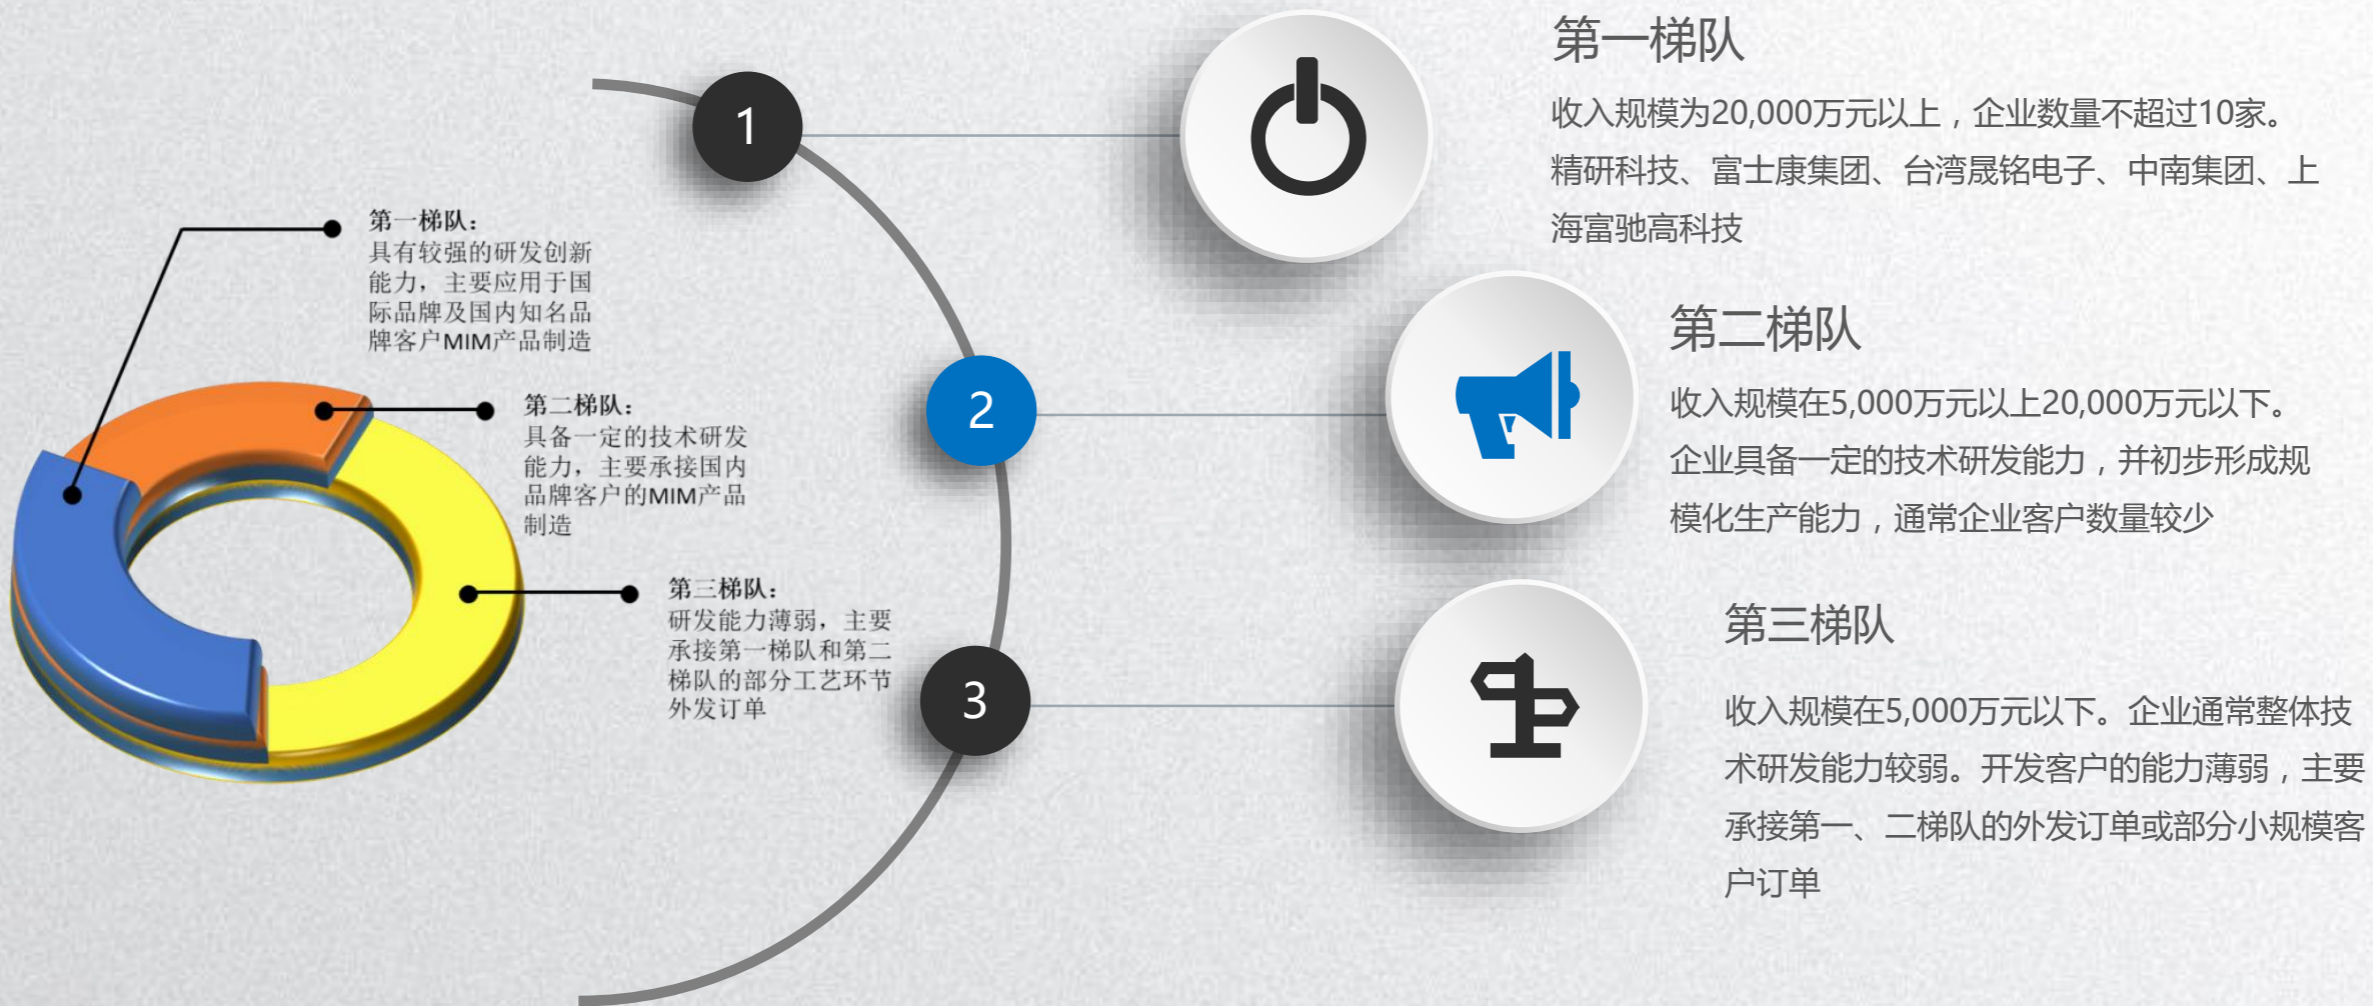 第一梯队：
具有较强的研发创新
能力，主要应用于国
际品牌及国内知名品
牌客户MIM产品制造
第二梯队：
具备一定的技术研发
能力，主要承接国内
品牌客户的MIM产品
制造
第三梯队：
研发能力薄弱，主要
承接第一梯队和第二
梯队的部分工艺环节
外发订单
1
第一梯队
收入规模为20,000万元以上，企业数量不超过10家。
精研科技、富士康集团、台湾晟铭电子、中南集团、上
海富驰高科技
2
第二梯队
收入规模在5,000万元以上20,000万元以下。
企业具备一定的技术研发能力，并初步形成规
模化生产能力，通常企业客户数量较少
3
第三梯队
收入规模在5,000万元以下。企业通常整体技
术研发能力较弱。开发客户的能力薄弱，主要
承接第一、二梯队的外发订单或部分小规模客
户订单